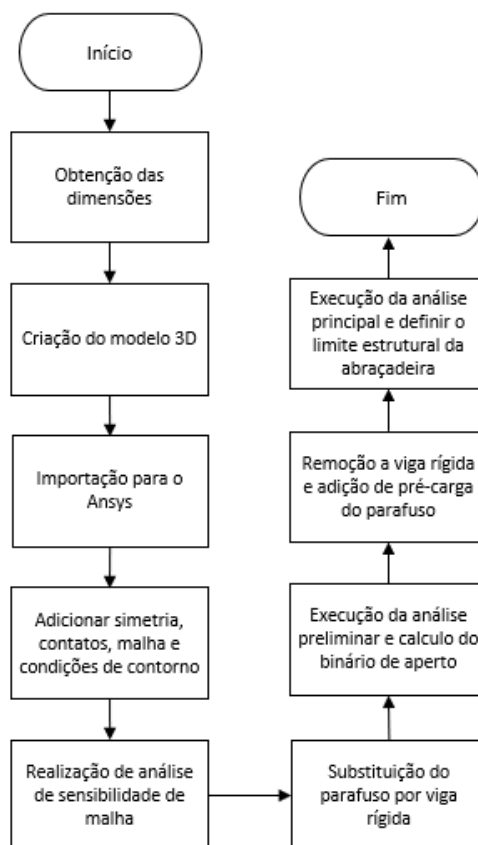 Início
Obtenção das
dimensões
Criação do modelo 3D
Importação para o
Ansys
Adicionar simetria,
contatos, malha e
condições de contorno
Realização de análise
de sensibilidade de
malha
Substituição do
parafuso por viga
rígida
Execução da análise
preliminar e calculo do
binário de aperto
Remoção a viga rígida
e adição de pré-carga
do parafuso
Execução da análise
principal e definir o
limite estrutural da
abraçadeira
Fim